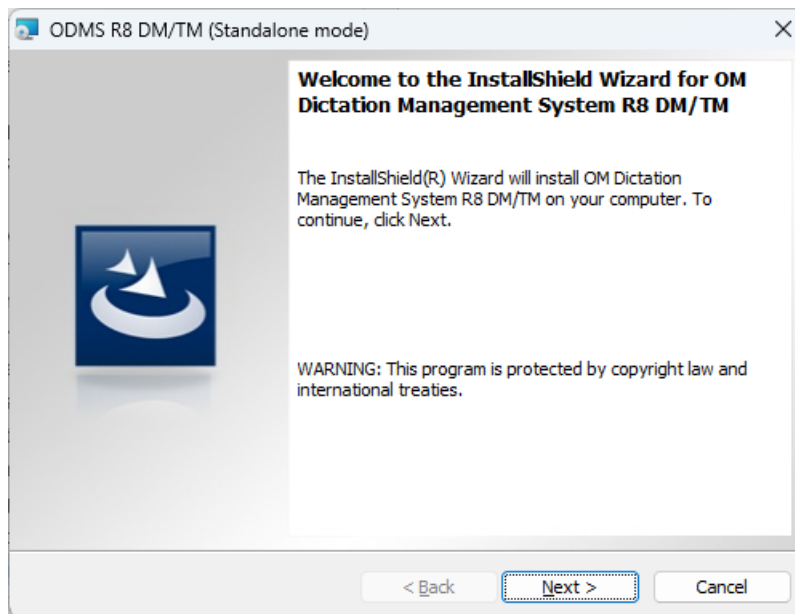 ODMS R8 DM/TM (Standalone mode)
Welcome to the InstallShield Wizard for OM
Dictation Management System R8 DM/TM
The InstallShield(R) Wizard will install OM Dictation
Management System R8 DM/TM on your computer. To
continue, click Next.
WARNING: This program is protected by copyright law and
international treaties.
< Back
Next >
Cancel